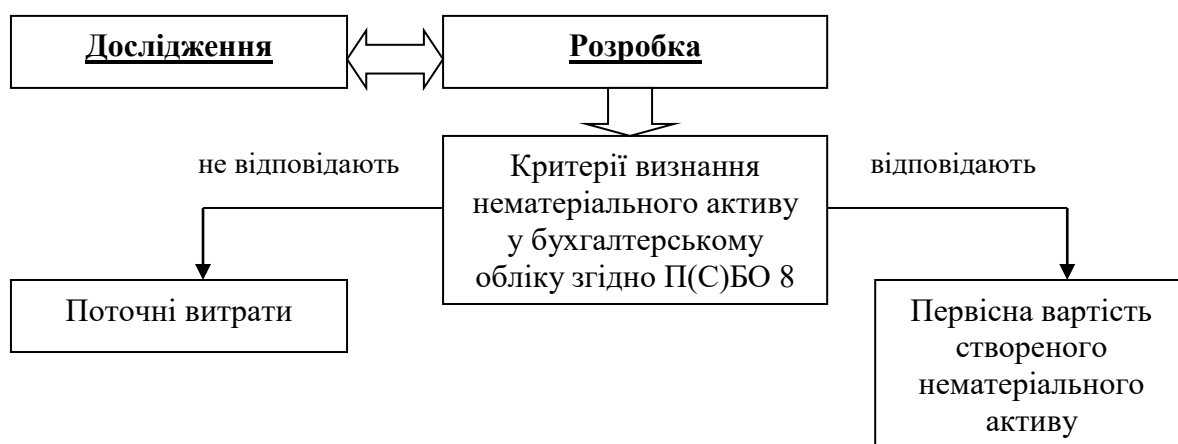 Дослідження
Розробка
не відповідають
Критерії визнання
нематеріального активу
у бухгалтерському
обліку згідно П(С)БО 8
відповідають
Поточні витрати
Первісна вартість
створеного
нематеріального
активу